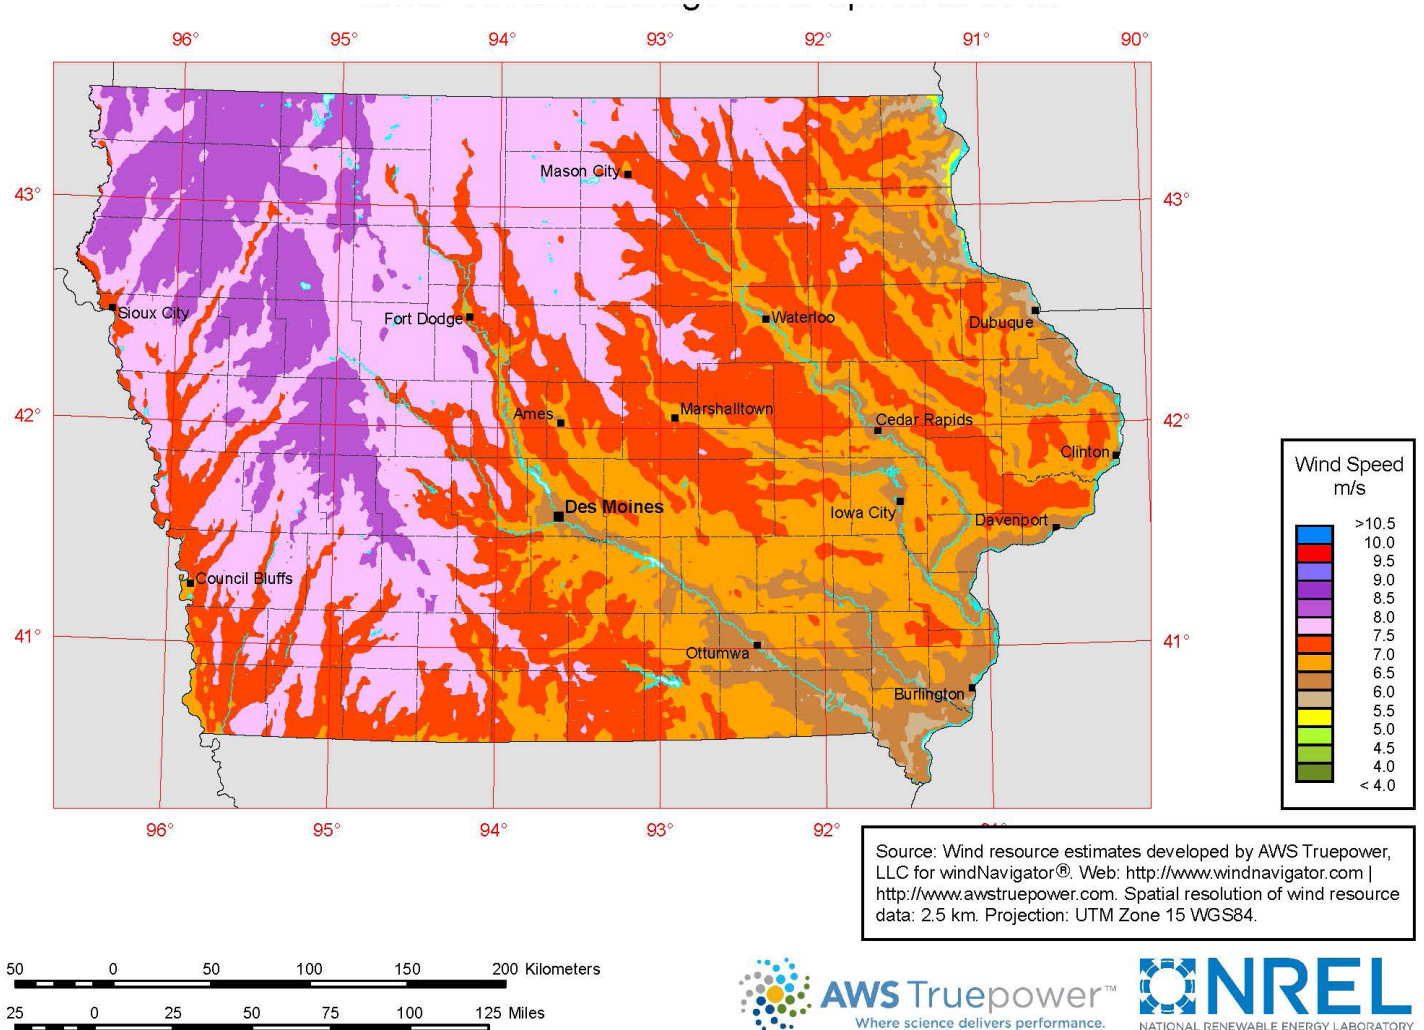 96° 95° 94° 93° 92° 91° 90°
43° 43°
42° 42°
41° 41°
Mason City
Sioux City
Fort Dodge
Waterloo
Dubuque
Ames
Marshalltown
Cedar Rapids
Clinton
Des Moines
Iowa City
Davenport
Council Bluffs
Ottumwa
Burlington
96° 95° 94° 93° 92°
Wind Speed
m/s
>10.5
10.0
9.5
9.0
8.5
8.0
7.5
7.0
6.5
6.0
5.5
5.0
4.5
4.0
< 4.0
Source: Wind resource estimates developed by AWS Truepower,
LLC for windNavigator®. Web: http://www.windnavigator.com |
http://www.awstruepower.com. Spatial resolution of wind resource
data: 2.5 km. Projection: UTM Zone 15 WGS84.
50 0 50 100 150 200 Kilometers
25 0 25 50 75 100 125 Miles
AWS Truepower™
Where science delivers performance.
NREL
NATIONAL RENEWABLE ENERGY LABORATORY